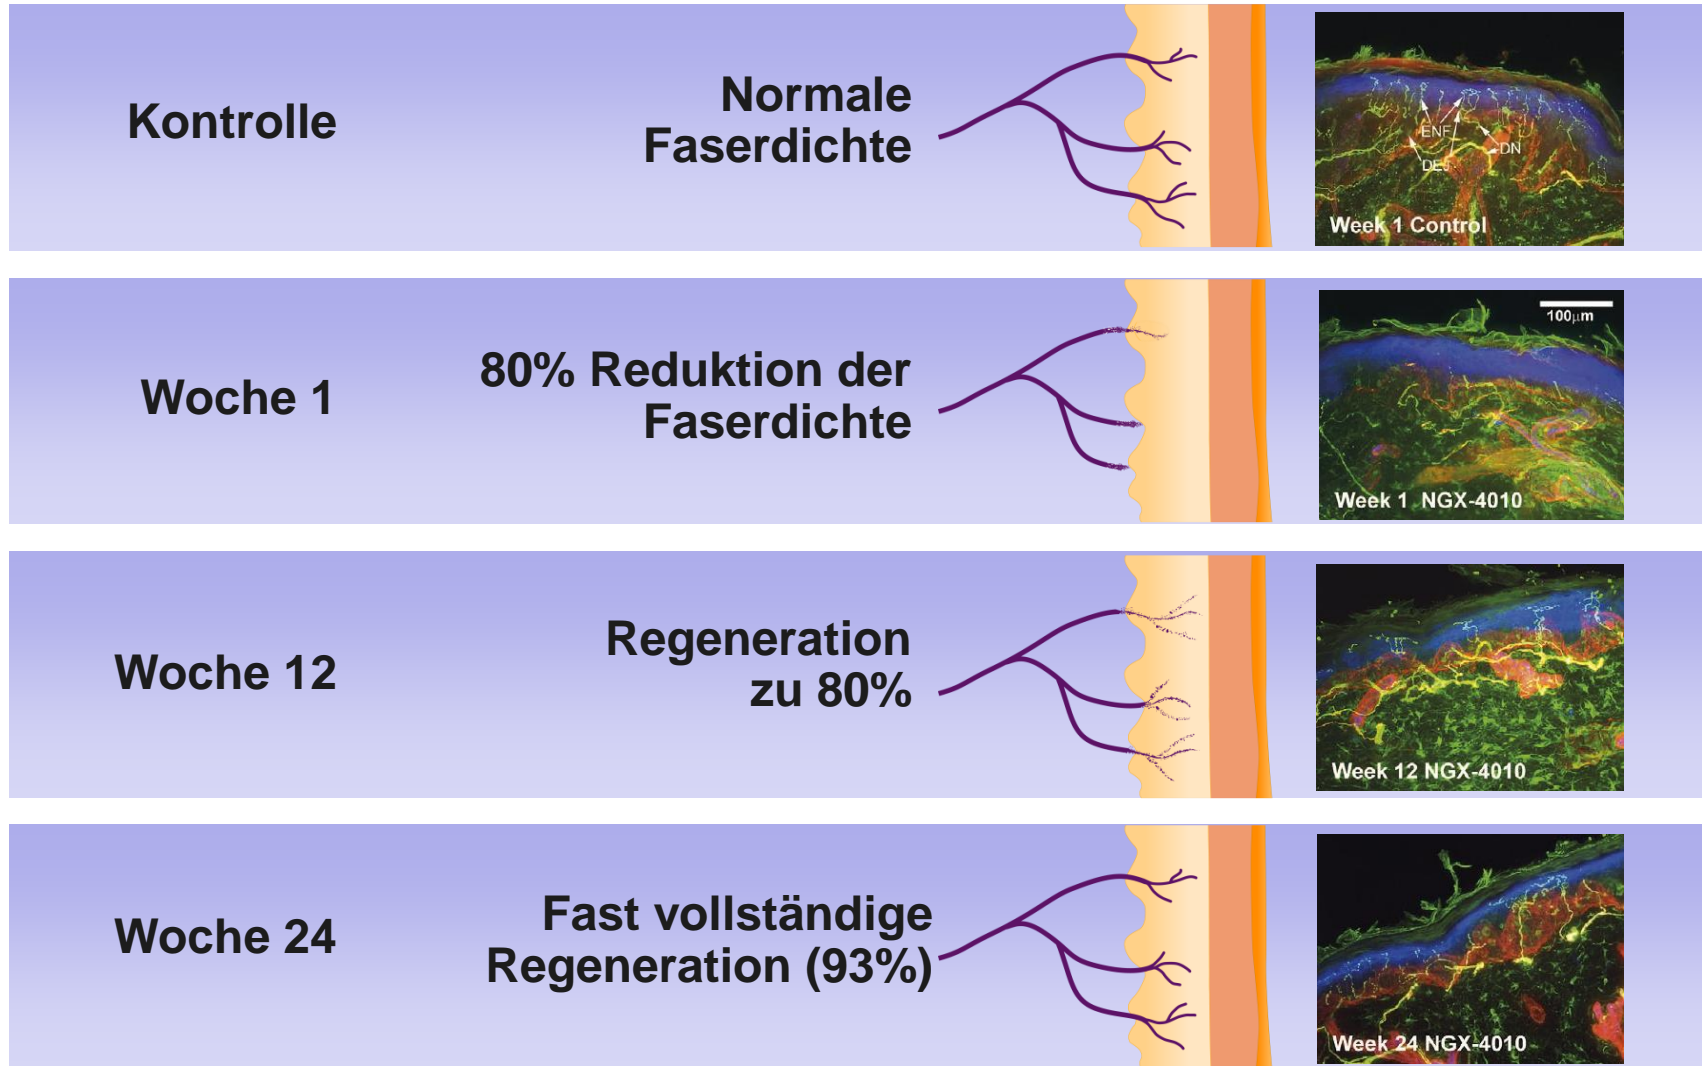 Kontrolle
Normale
Faserdichte
ENF
DN
DEJ
Week 1 Control
Woche 1
80% Reduktion der
Faserdichte
100µm
Week 1 NGX-4010
Woche 12
Regeneration
zu 80%
Week 12 NGX-4010
Woche 24
Fast vollständige
Regeneration (93%)
Week 24 NGX-4010